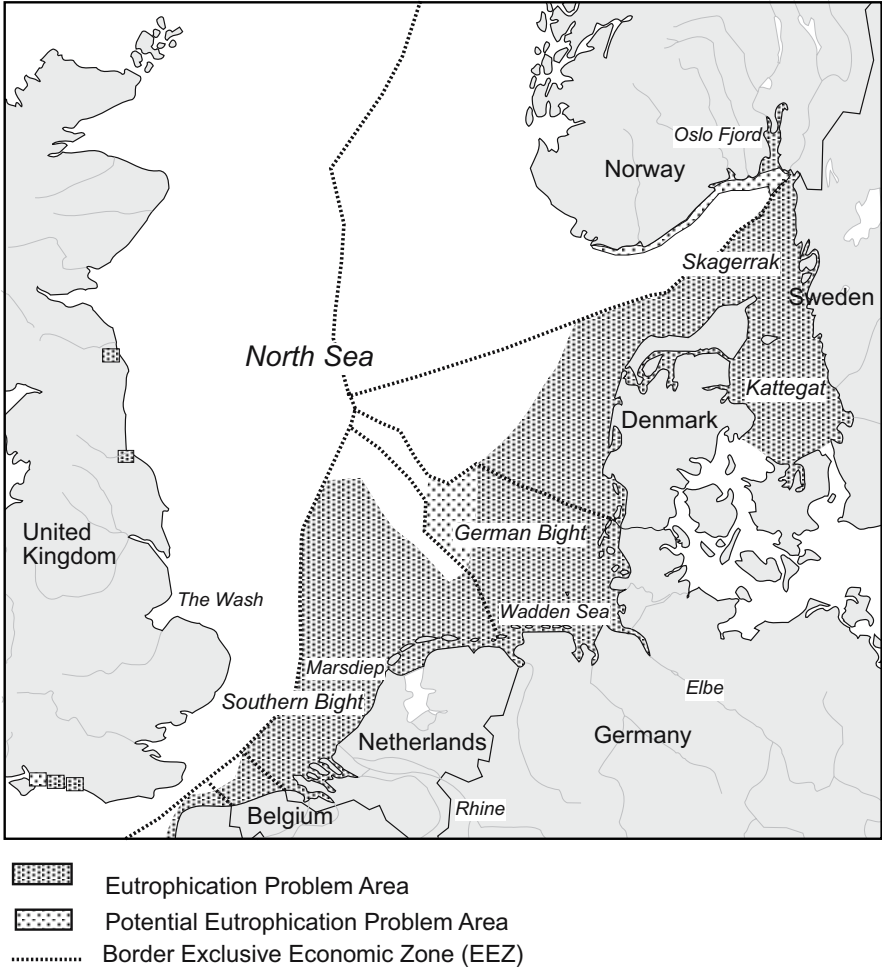 Oslo Fjord
Norway
Skagerrak
Sweden
North Sea
Kattegat
Denmark
United
Kingdom
German Bight
The Wash
Wadden Sea
Marsdiep
Southern Bight
Elbe
Netherlands
Germany
Rhine
Belgium
Eutrophication Problem Area
Potential Eutrophication Problem Area
Border Exclusive Economic Zone (EEZ)